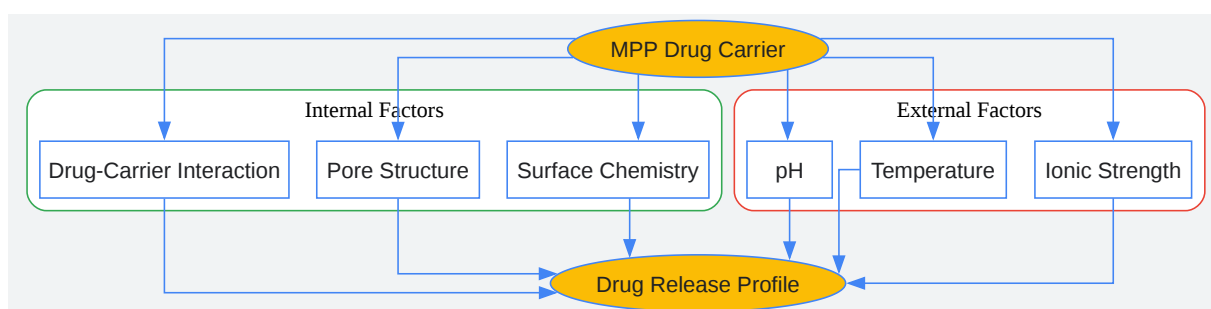 MPP Drug Carrier
Internal Factors
External Factors
Drug-Carrier Interaction
Pore Structure
Surface Chemistry
pH
Temperature
Ionic Strength
Drug Release Profile